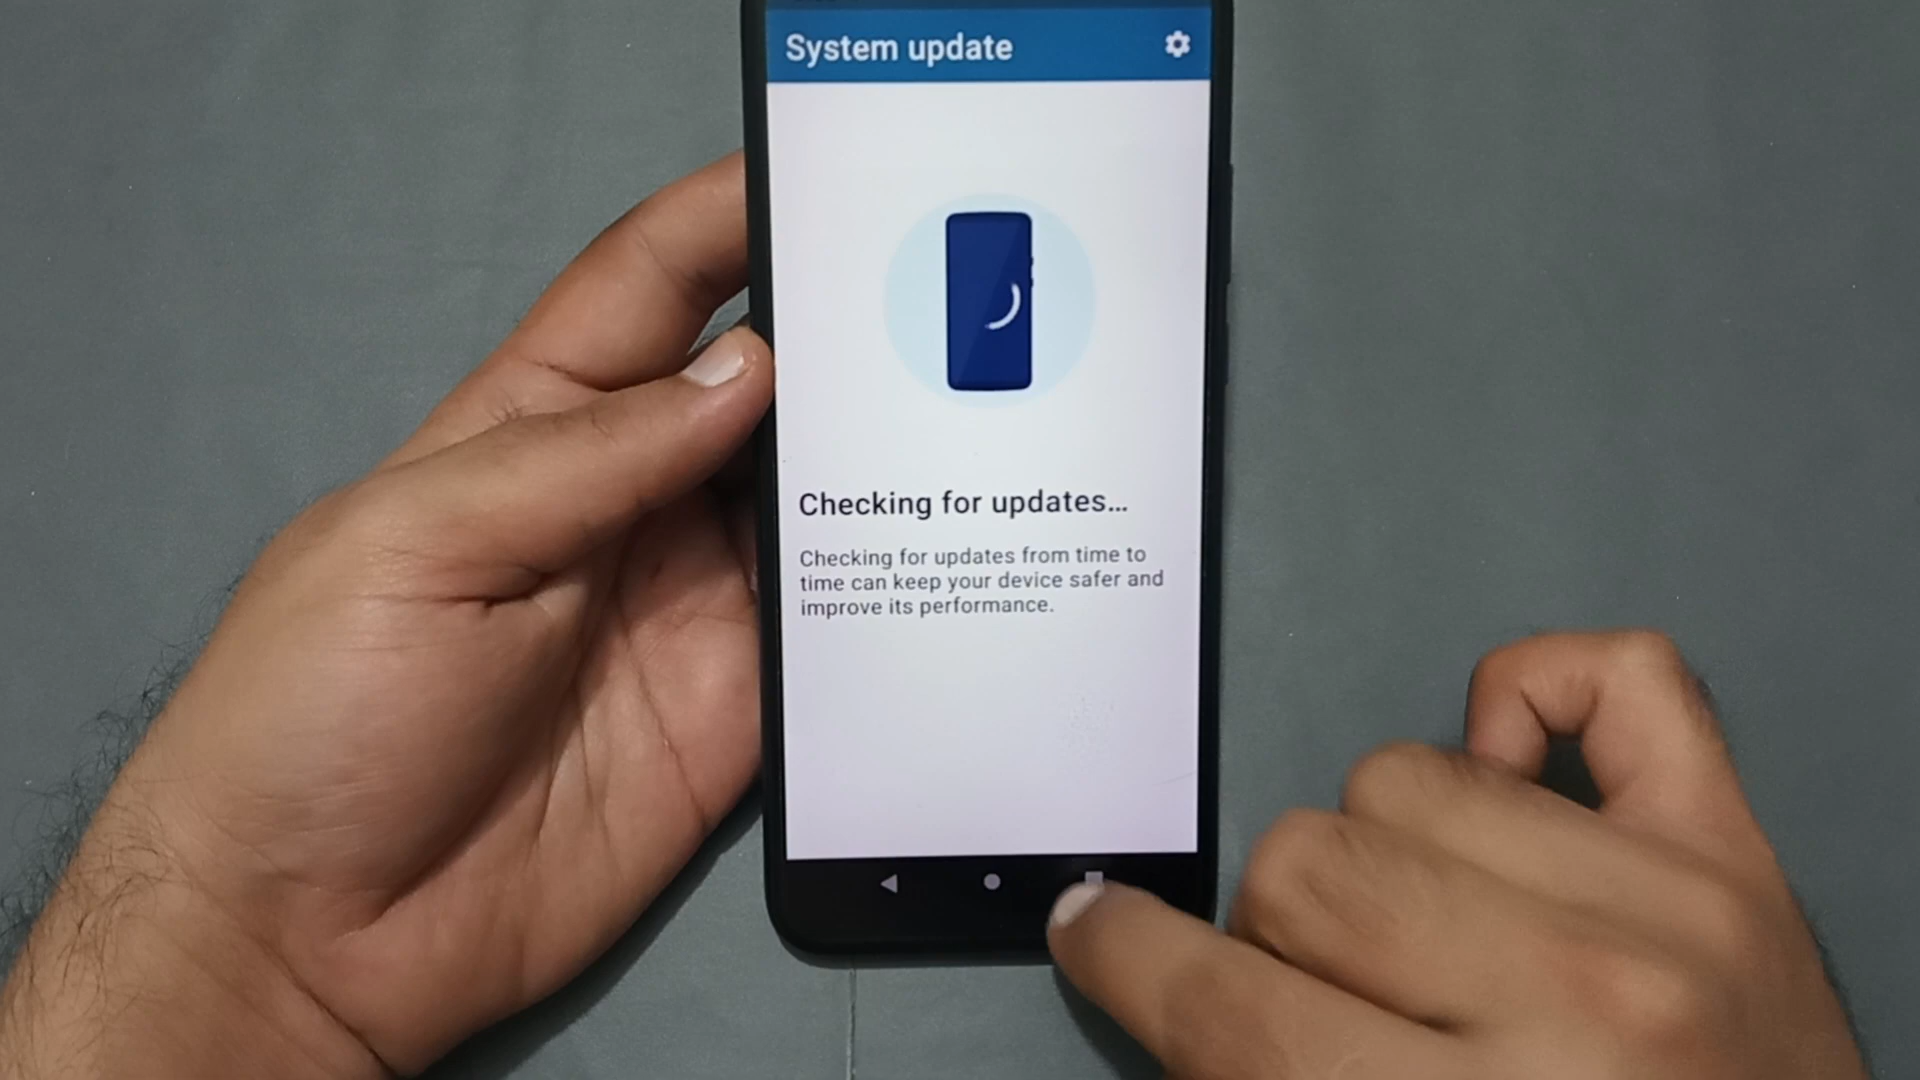 System update
Checking for updates...
Checking for updates from time to
time can keep your device safer and
improve its performance.